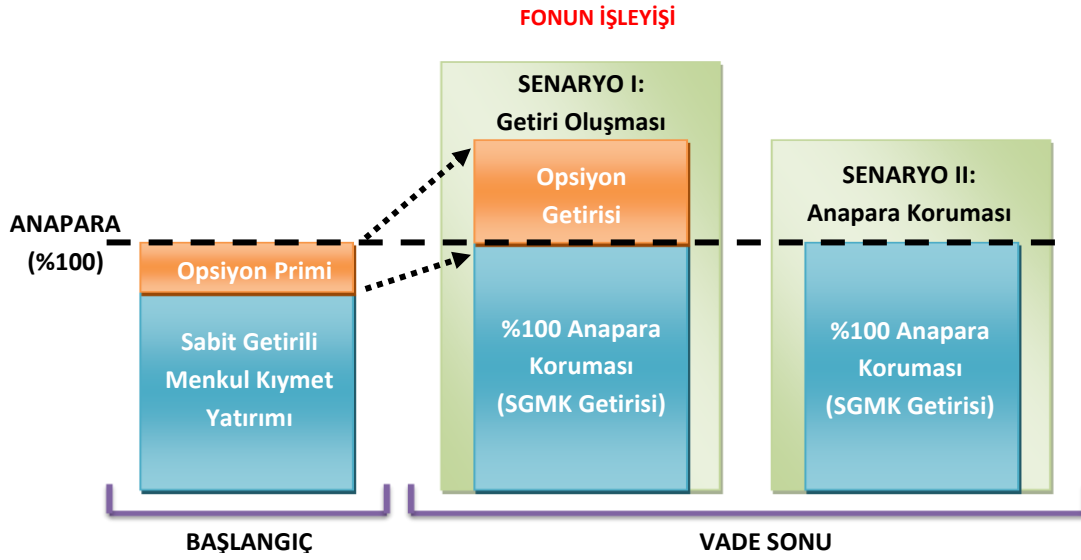 FONUN İŞLEYİŞİ
SENARYO I:
Getiri Oluşması
Opsiyon
Getirisi
SENARYO II:
Anapara Koruması
ANAPARA
(%100)
Opsiyon Primi
Sabit Getirili
Menkul Kıymet
Yatırımı
%100 Anapara
Koruması
(SGMK Getirisi)
%100 Anapara
Koruması
(SGMK Getirisi)
BAŞLANGIÇ
VADE SONU